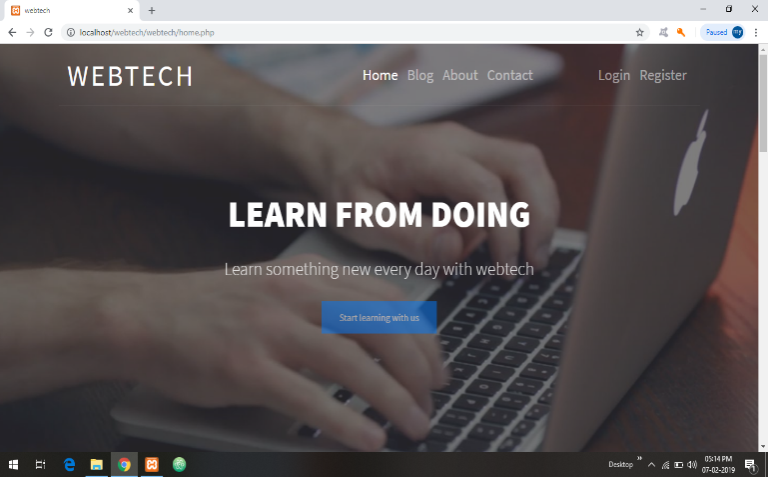 webtech
localhost/webtech/webtech/home.php
Paused
my
WEBTECH
Home Blog About Contact
Login Register
LEARN FROM DOING
Learn something new every day with webtech
Start learning with us
Desktop
05:14 PM
07-02-2019